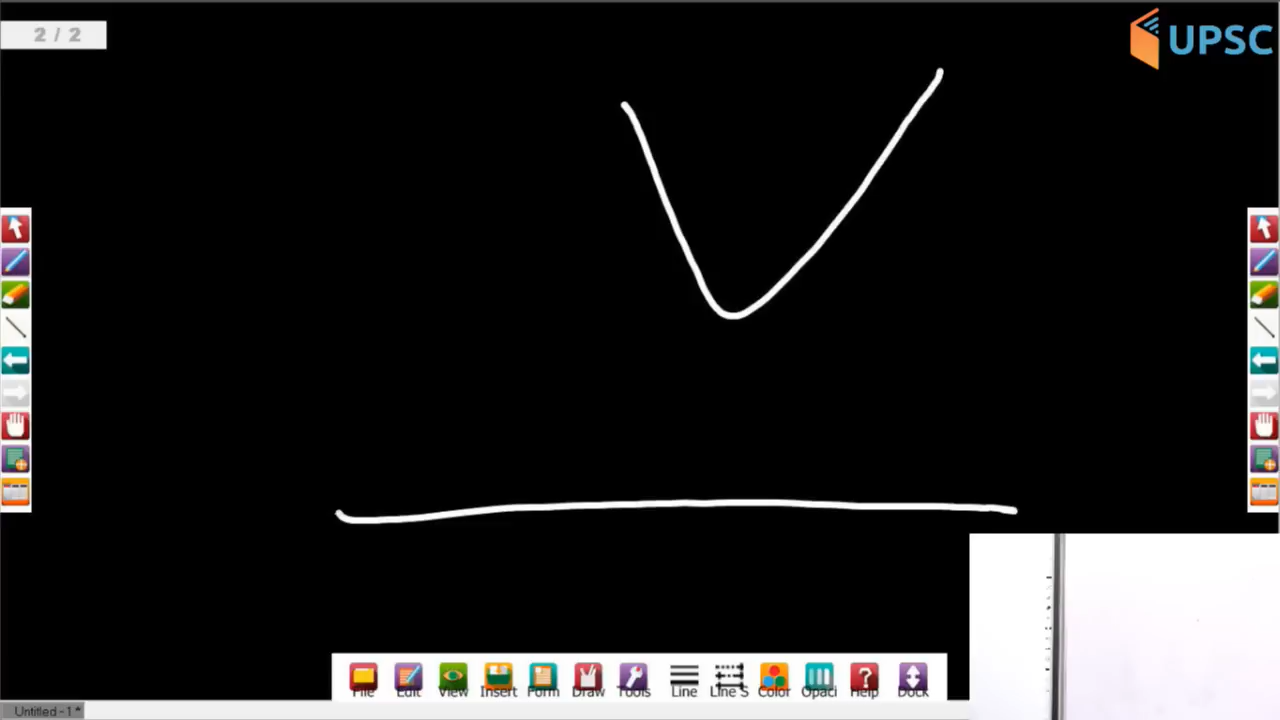 2 / 2
UPSC
File Edit View Insert Form Draw Tools Line Line S Color Opaci Help Dock
Untitled - 1 *